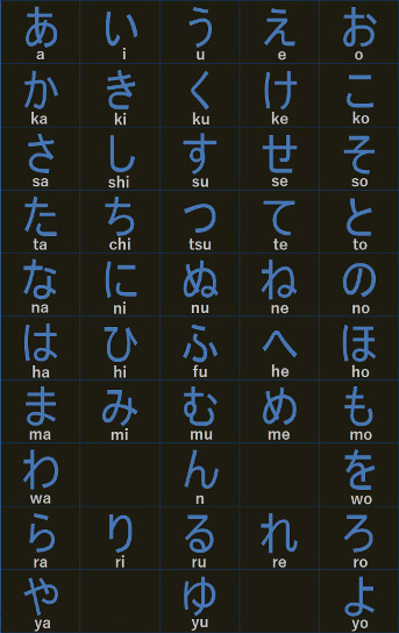 あ い う え お
a i u e o
か き く け こ
ka ki ku ke ko
さ し す せ そ
sa shi su se so
た ち つ て と
ta chi tsu te to
な に ぬ ね の
na ni nu ne no
は ひ ふ へ ほ
ha hi fu he ho
ま み む め も
ma mi mu me mo
わ ん を
wa n wo
ら り る れ ろ
ra ri ru re ro
や ゆ よ
ya yu yo